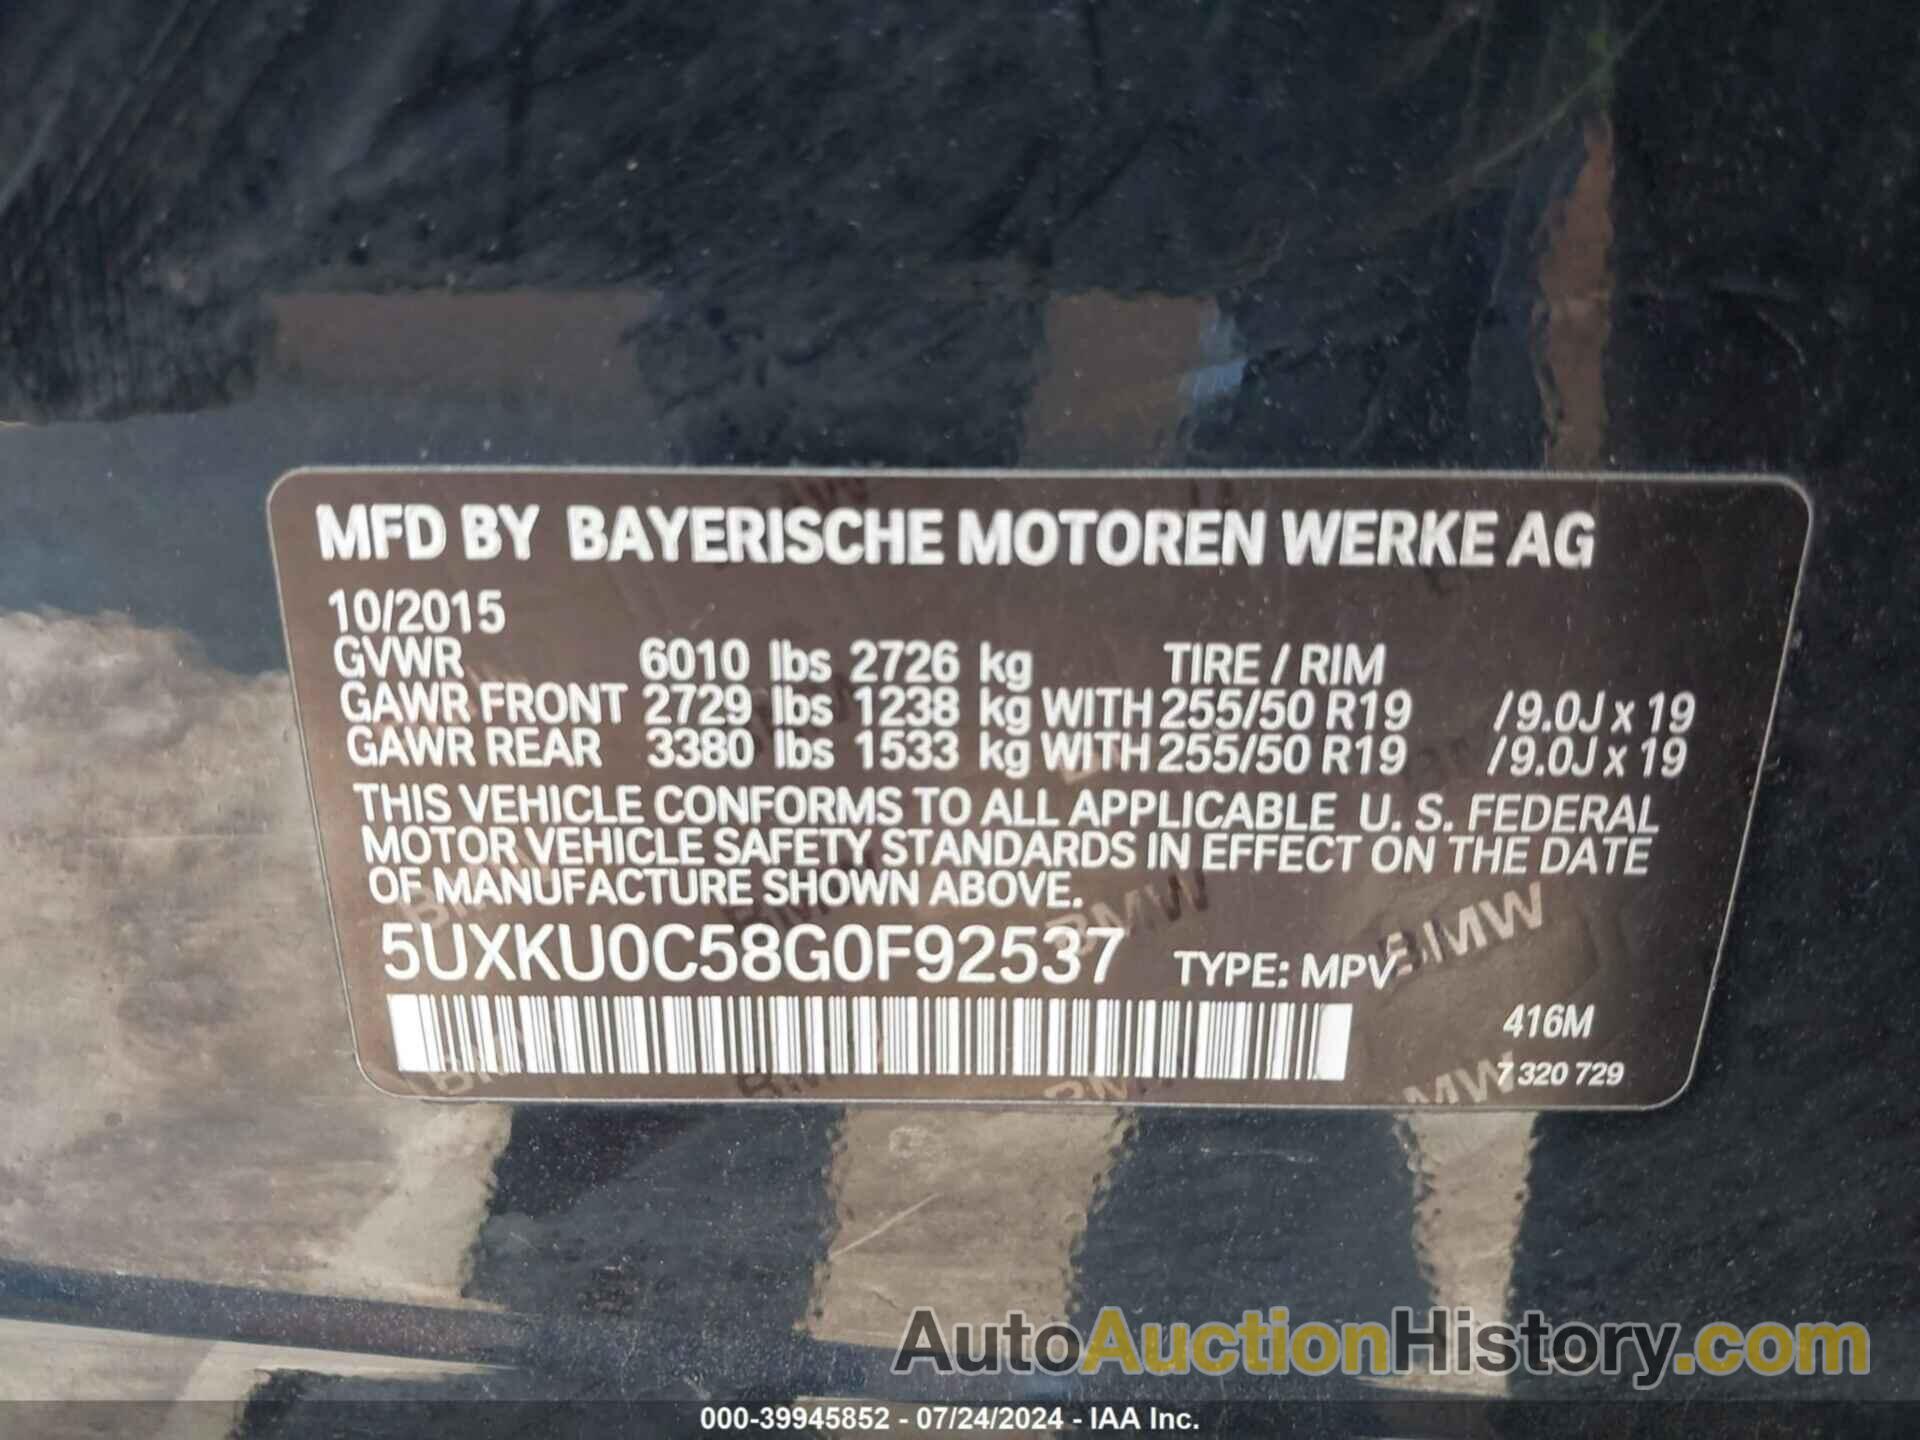 MFD BY BAYERISCHE MOTOREN WERKE AG
10/2015
GVWR 6010 lbs 2726 kg TIRE / RIM
GAWR FRONT 2729 lbs 1238 kg WITH 255/50 R19 / 9.0J x 19
GAWR REAR 3380 lbs 1533 kg WITH 255/50 R19 / 9.0J x 19
THIS VEHICLE CONFORMS TO ALL APPLICABLE U. S. FEDERAL
MOTOR VEHICLE SAFETY STANDARDS IN EFFECT ON THE DATE
OF MANUFACTURE SHOWN ABOVE.
5UXKU0C58G0F92537 TYPE: MPV
416M
7 320 729
AutoAuctionHistory.com
000-39945852 - 07/24/2024 - IAA Inc.